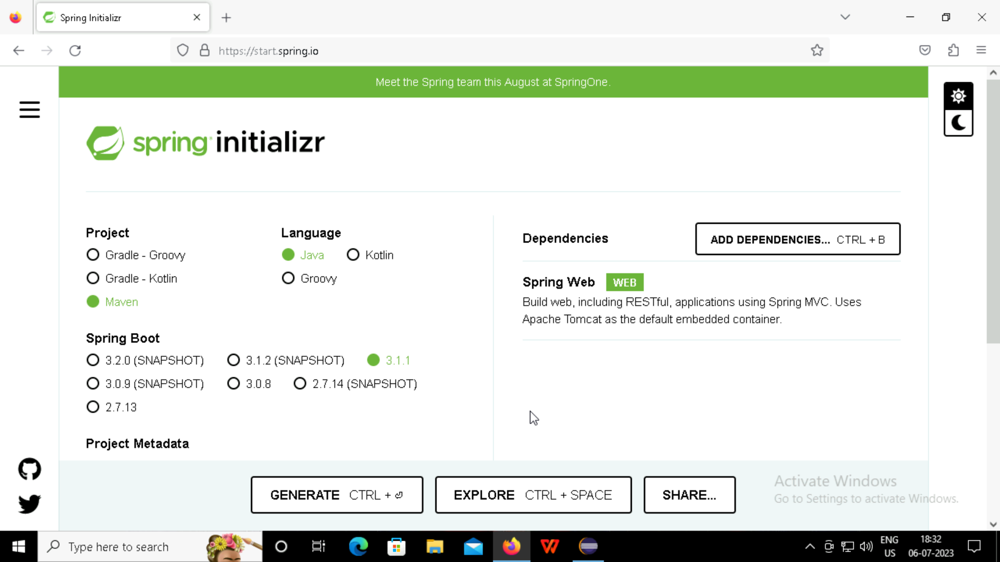 Spring Initializr
https://start.spring.io
Meet the Spring team this August at SpringOne.
spring initializr
Project
Gradle - Groovy
Gradle - Kotlin
Maven
Language
Java
Kotlin
Groovy
Spring Boot
3.2.0 (SNAPSHOT)
3.1.2 (SNAPSHOT)
3.1.1
3.0.9 (SNAPSHOT)
3.0.8
2.7.14 (SNAPSHOT)
2.7.13
Project Metadata
Dependencies
ADD DEPENDENCIES... CTRL + B
Spring Web WEB
Build web, including RESTful, applications using Spring MVC. Uses
Apache Tomcat as the default embedded container.
GENERATE CTRL + ⏎
EXPLORE CTRL + SPACE
SHARE...
Activate Windows
Go to Settings to activate Windows.
Type here to search
ENG
US
18:32
06-07-2023